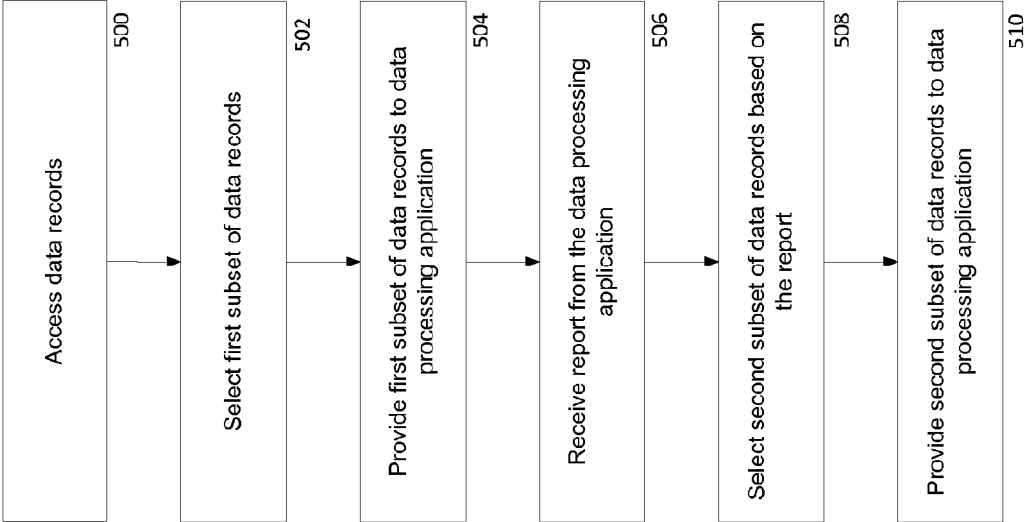 Access data records
500
Select first subset of data records
502
Provide first subset of data records to data
processing application
504
Receive report from the data processing
application
506
Select second subset of data records based on
the report
508
Provide second subset of data records to data
processing application
510